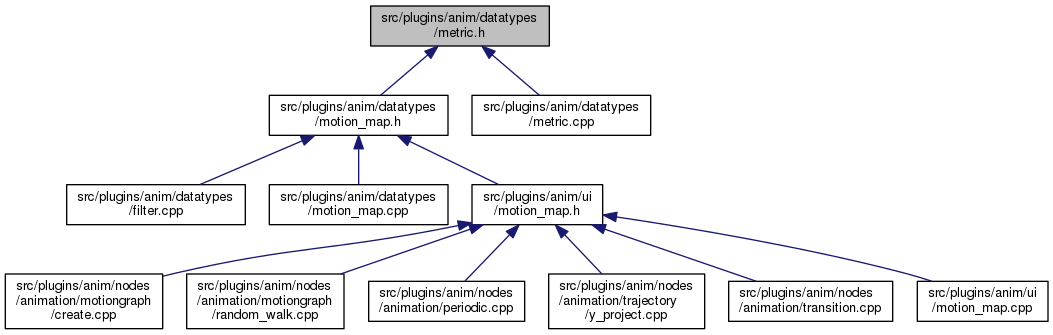 src/plugins/anim/datatypes
/metric.h
src/plugins/anim/datatypes
/motion_map.h
src/plugins/anim/datatypes
/metric.cpp
src/plugins/anim/datatypes
/filter.cpp
src/plugins/anim/datatypes
/motion_map.cpp
src/plugins/anim/ui
/motion_map.h
src/plugins/anim/nodes
/animation/motiongraph
/create.cpp
src/plugins/anim/nodes
/animation/motiongraph
/random_walk.cpp
src/plugins/anim/nodes
/animation/periodic.cpp
src/plugins/anim/nodes
/animation/trajectory
/y_project.cpp
src/plugins/anim/nodes
/animation/transition.cpp
src/plugins/anim/ui
/motion_map.cpp